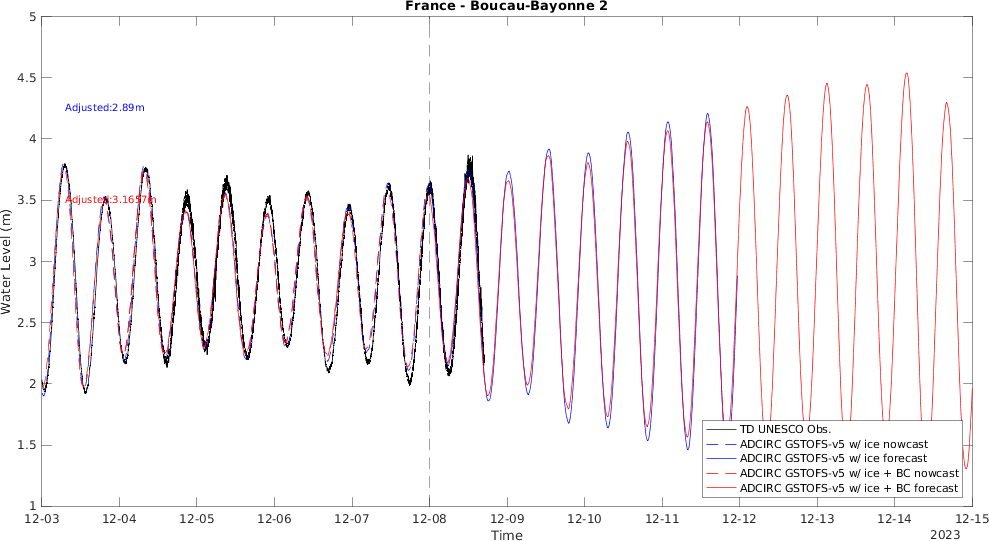 France - Boucau-Bayonne 2
5
4.5
4
3.5
3
2.5
2
1.5
1
Water Level (m)
Adjusted:2.89m
Adjusted:3.1657m
TD UNESCO Obs.
ADCIRC GSTOFS-v5 w/ ice nowcast
ADCIRC GSTOFS-v5 w/ ice forecast
ADCIRC GSTOFS-v5 w/ ice + BC nowcast
ADCIRC GSTOFS-v5 w/ ice + BC forecast
12-03 12-04 12-05 12-06 12-07 12-08 12-09 12-10 12-11 12-12 12-13 12-14 12-15
Time
2023